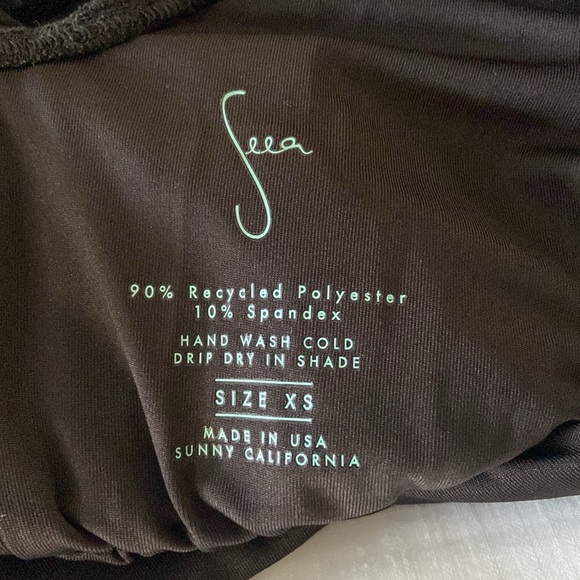 Seea
90% Recycled Polyester
10% Spandex
HAND WASH COLD
DRIP DRY IN SHADE
SIZE XS
MADE IN USA
SUNNY CALIFORNIA